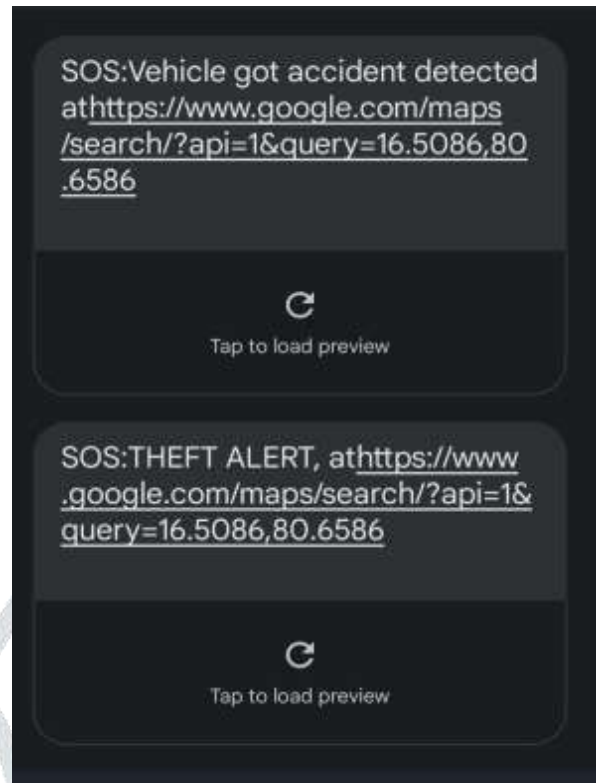 SOS:Vehicle got accident detected
athttps://www.google.com/maps
/search/?api=1&query=16.5086,80
.6586
Tap to load preview
SOS:THEFT ALERT, athttps://www
.google.com/maps/search/?api=1&
query=16.5086,80.6586
Tap to load preview